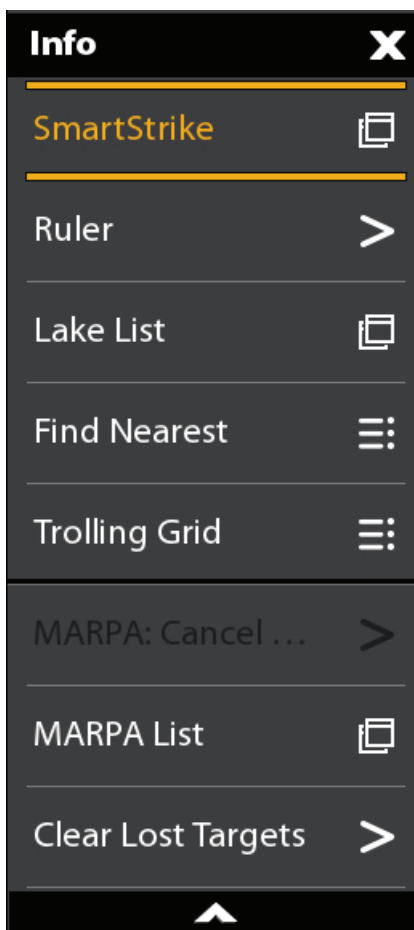 Info
SmartStrike
Ruler
Lake List
Find Nearest
Trolling Grid
MARPA: Cancel ...
MARPA List
Clear Lost Targets